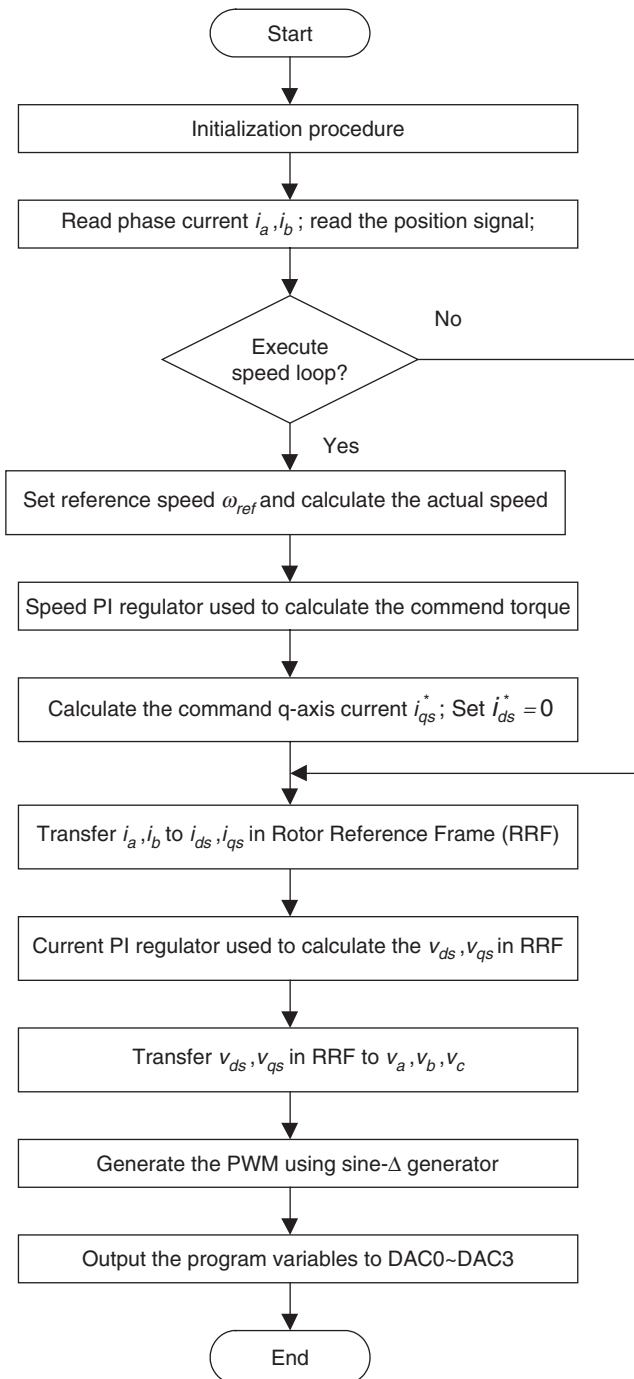 Start
Initialization procedure
Read phase current i_a, i_b; read the position signal;
No
Execute
speed loop?
Yes
Set reference speed ω_ref and calculate the actual speed
Speed PI regulator used to calculate the commend torque
Calculate the command q-axis current i*_qs; Set i*_ds = 0
Transfer i_a, i_b to i_ds, i_qs in Rotor Reference Frame (RRF)
Current PI regulator used to calculate the v_ds, v_qs in RRF
Transfer v_ds, v_qs in RRF to v_a, v_b, v_c
Generate the PWM using sine-Δ generator
Output the program variables to DAC0~DAC3
End